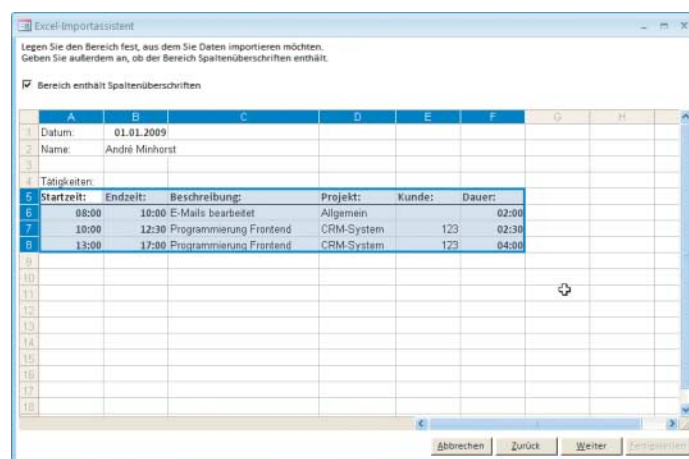 Excel-Importassistent
Legen Sie den Bereich fest, aus dem Sie Daten importieren möchten.
Geben Sie außerdem an, ob der Bereich Spaltenüberschriften enthält.
Bereich enthält Spaltenüberschriften
A B C D E F G H
1 Datum: 01.01.2009
2 Name: André Minhorst
3
4 Tätigkeiten:
5 Startzeit: Endzeit: Beschreibung: Projekt: Kunde: Dauer:
6 08:00 10:00 E-Mails bearbeitet Allgemein 02:00
7 10:00 12:30 Programmierung Frontend CRM-System 123 02:30
8 13:00 17:00 Programmierung Frontend CRM-System 123 04:00
9
10
11
12
13
14
15
16
17
18
Abbrechen Zurück Weiter Fertigstellen